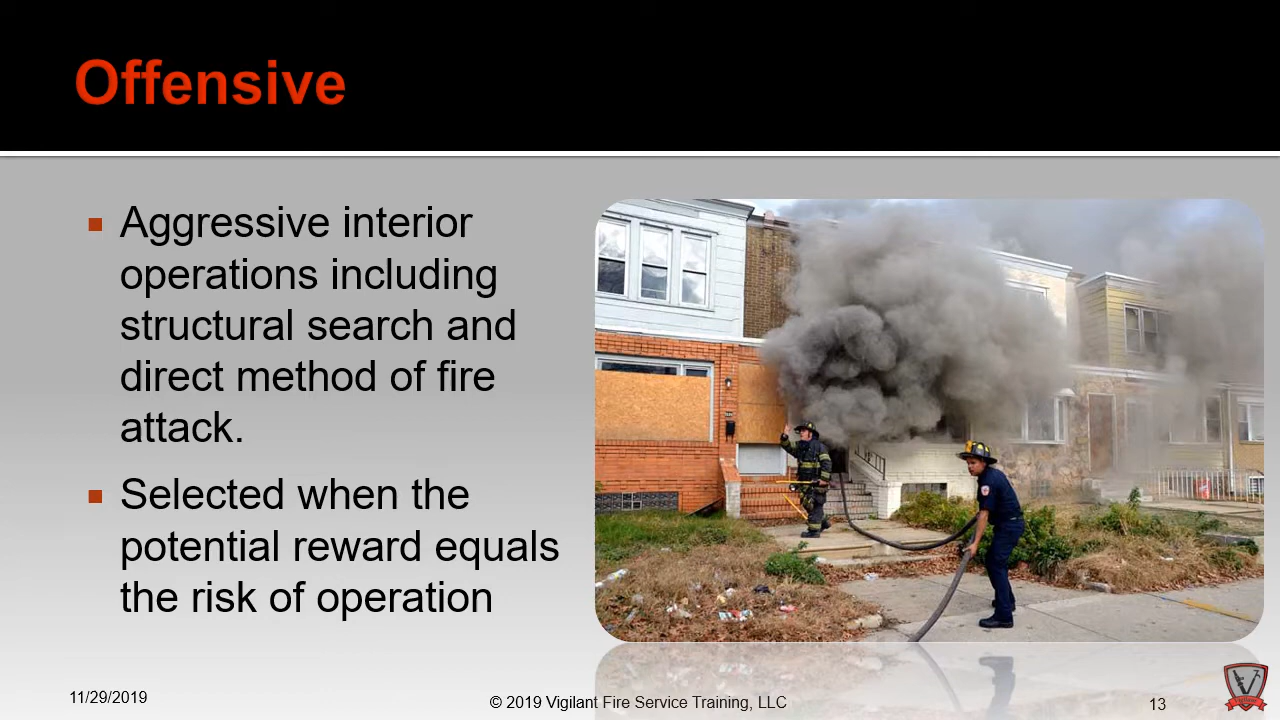 Offensive
Aggressive interior
operations including
structural search and
direct method of fire
attack.
Selected when the
potential reward equals
the risk of operation
11/29/2019
© 2019 Vigilant Fire Service Training, LLC
13